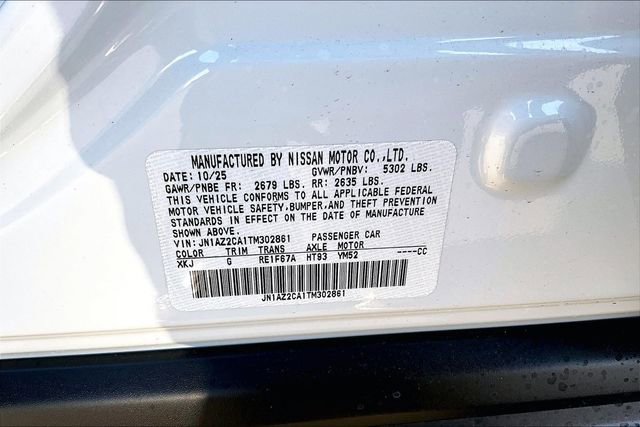 MANUFACTURED BY NISSAN MOTOR CO.,LTD.
DATE: 10/25 GVWR/PNBV: 5302 LBS.
GAWR/PNBE FR: 2679 LBS. RR: 2635 LBS.
THIS VEHICLE CONFORMS TO ALL APPLICABLE FEDERAL
MOTOR VEHICLE SAFETY, BUMPER, AND THEFT PREVENTION
STANDARDS IN EFFECT ON THE DATE OF MANUFACTURE
SHOWN ABOVE.
VIN: JN1AZ2CA1TM302861 PASSENGER CAR
COLOR TRIM TRANS AXLE MOTOR
XKJ G RE1F67A HT93 YM52 ----CC
JN1AZ2CA1TM302861